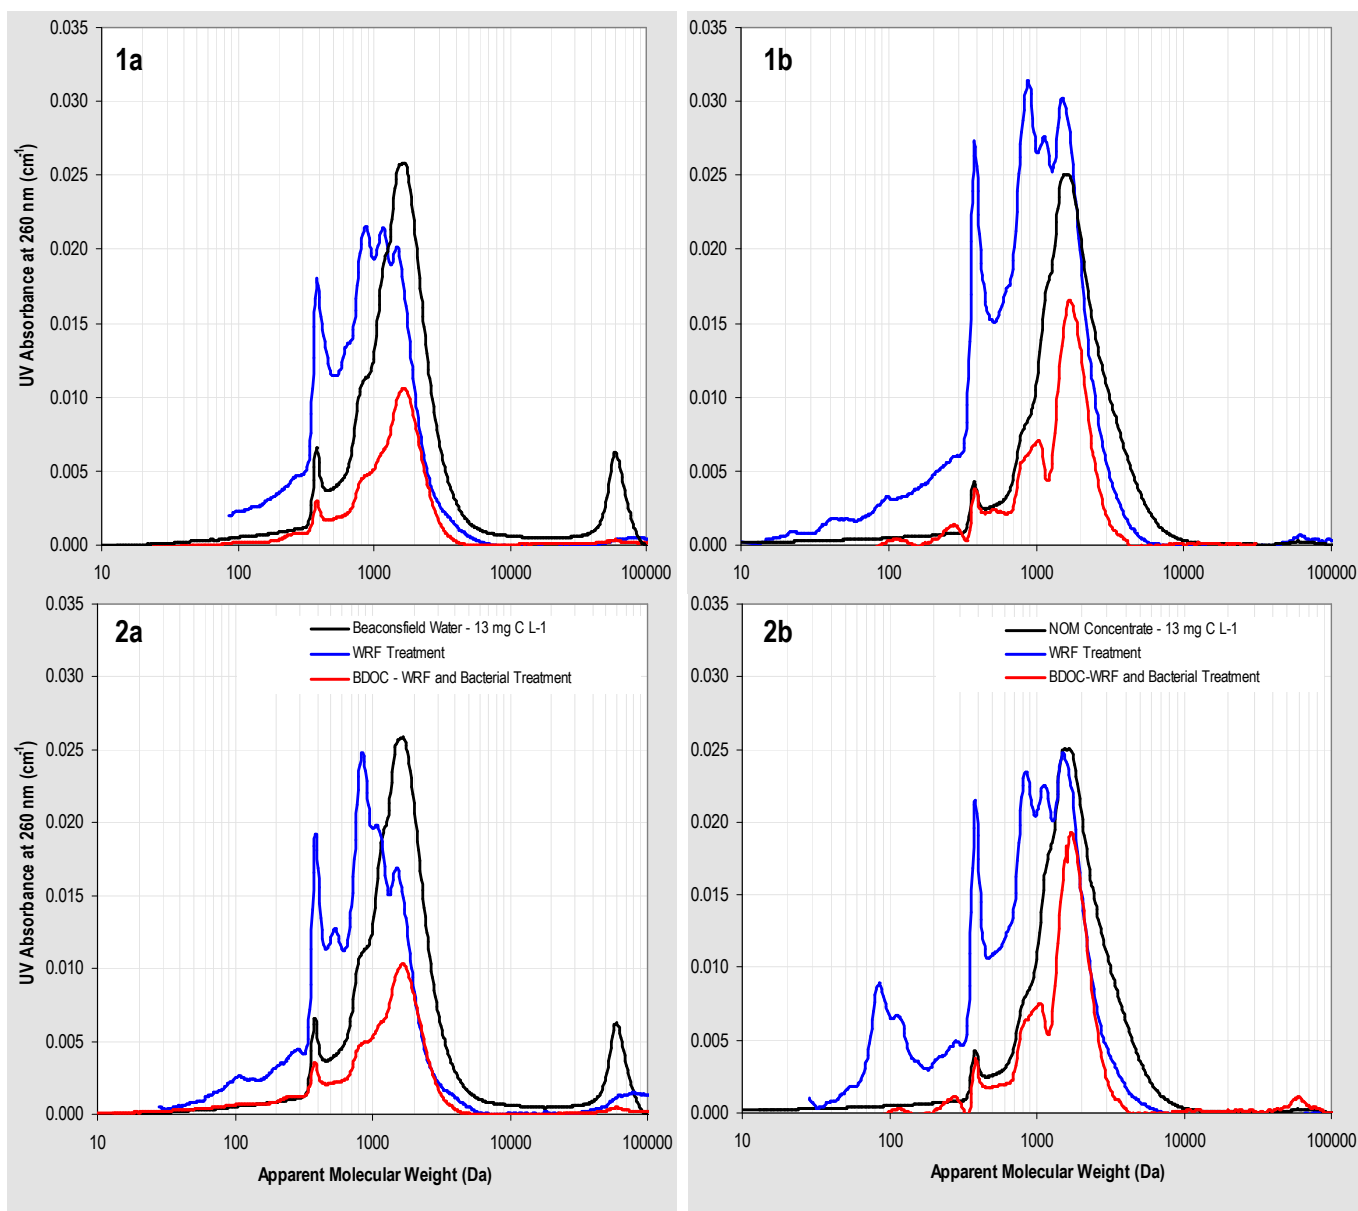 0.035
1a
0.030
0.025
0.020
0.015
0.010
0.005
0.000
10 100 1000 10000 100000
UV Absorbance at 260 nm (cm-1)
0.035
1b
0.030
0.025
0.020
0.015
0.010
0.005
0.000
10 100 1000 10000 100000
0.035
2a
Beaconsfield Water - 13 mg C L-1
WRF Treatment
BDOC - WRF and Bacterial Treatment
0.030
0.025
0.020
0.015
0.010
0.005
0.000
10 100 1000 10000 100000
UV Absorbance at 260 nm (cm-1)
Apparent Molecular Weight (Da)
0.035
2b
NOM Concentrate - 13 mg C L-1
WRF Treatment
BDOC-WRF and Bacterial Treatment
0.030
0.025
0.020
0.015
0.010
0.005
0.000
10 100 1000 10000 100000
Apparent Molecular Weight (Da)